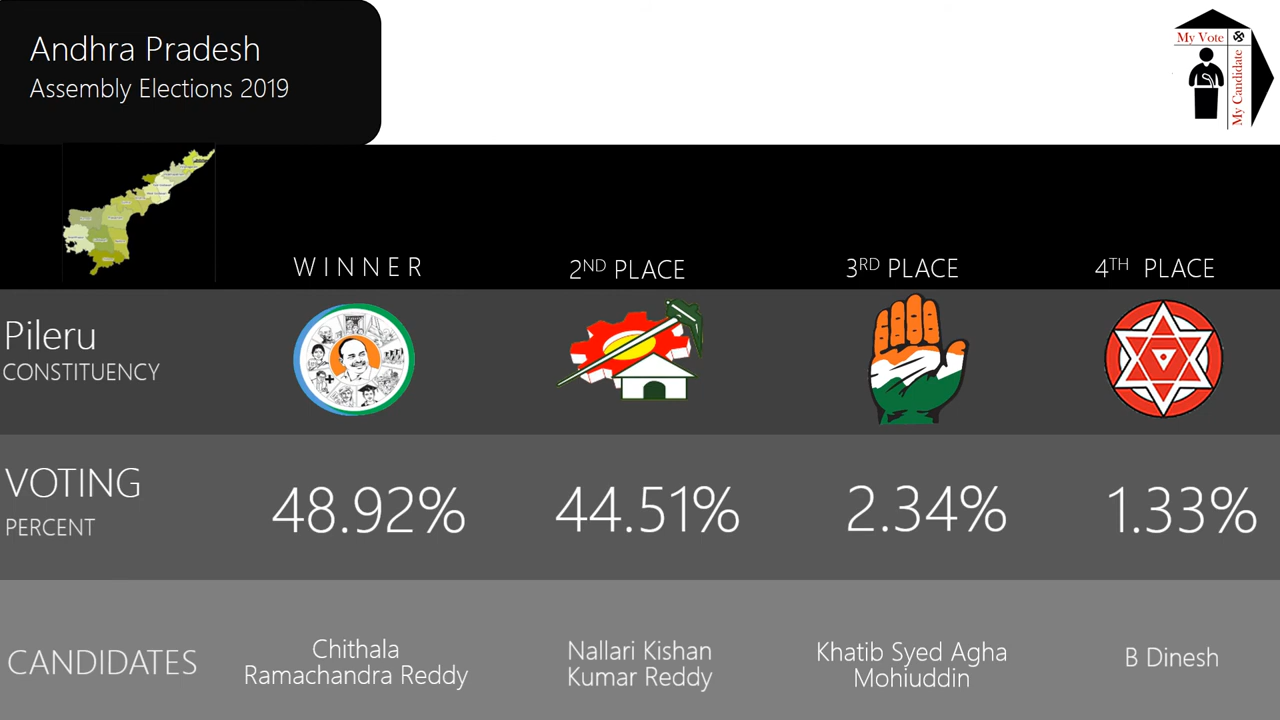 Andhra Pradesh
Assembly Elections 2019
My Vote
My Candidate
WINNER
2ND PLACE
3RD PLACE
4TH PLACE
Pileru
CONSTITUENCY
VOTING
PERCENT
48.92%
44.51%
2.34%
1.33%
CANDIDATES
Chithala
Ramachandra Reddy
Nallari Kishan
Kumar Reddy
Khatib Syed Agha
Mohiuddin
B Dinesh